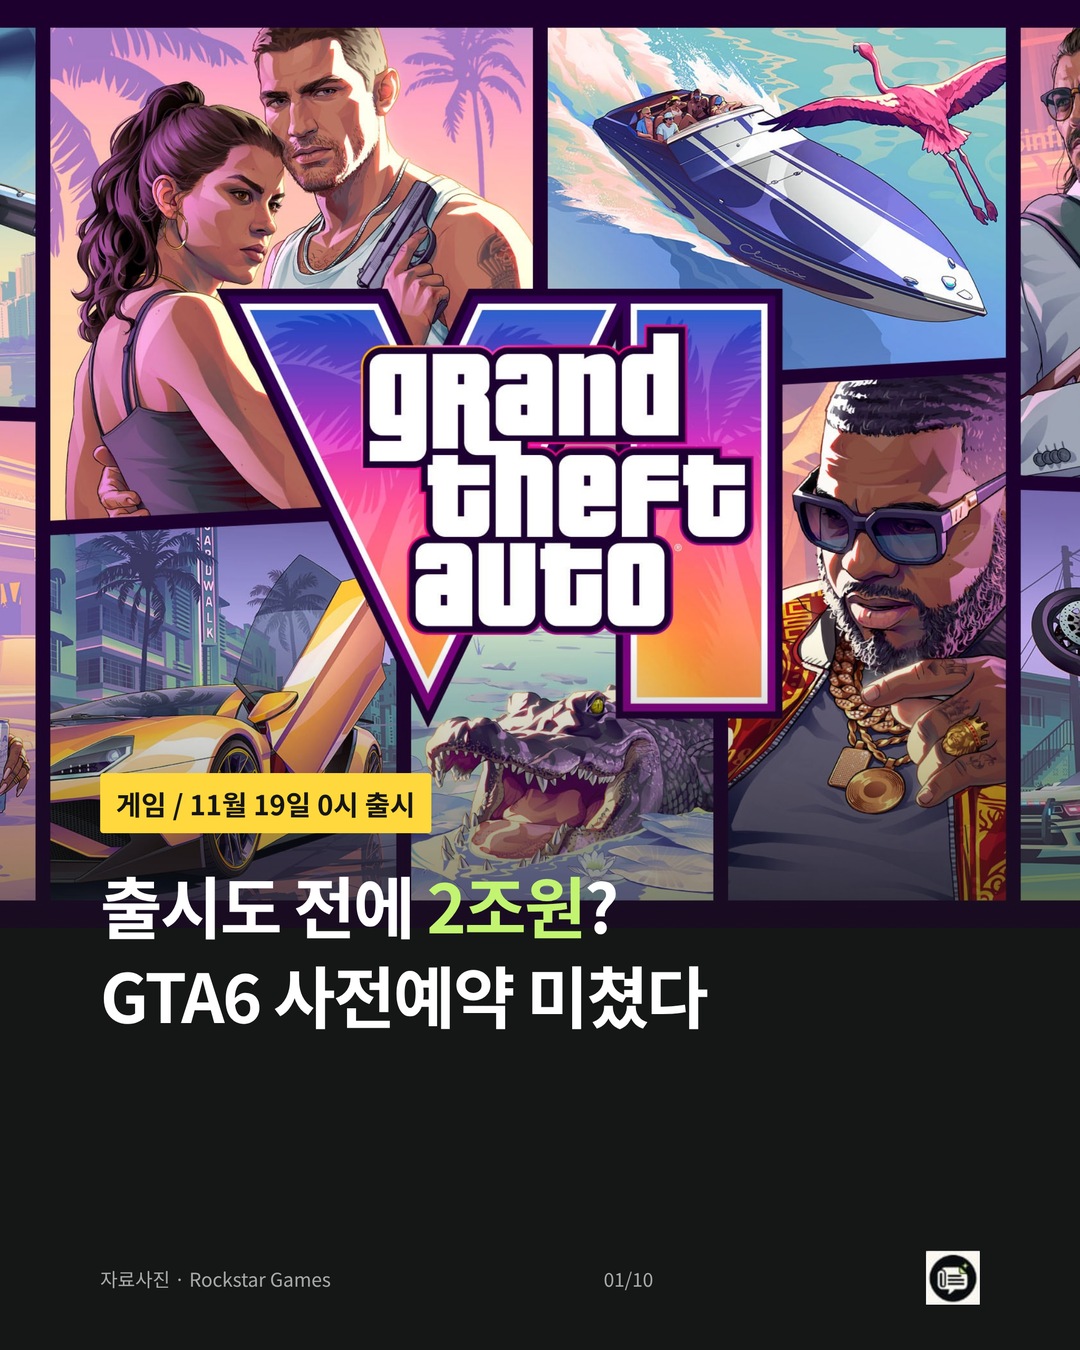 VI
grand
theft
auto
®
BOARDWALK
게임 / 11월 19일 0시 출시
출시도 전에 2조원?
GTA6 사전예약 미쳤다
자료사진 · Rockstar Games
01/10